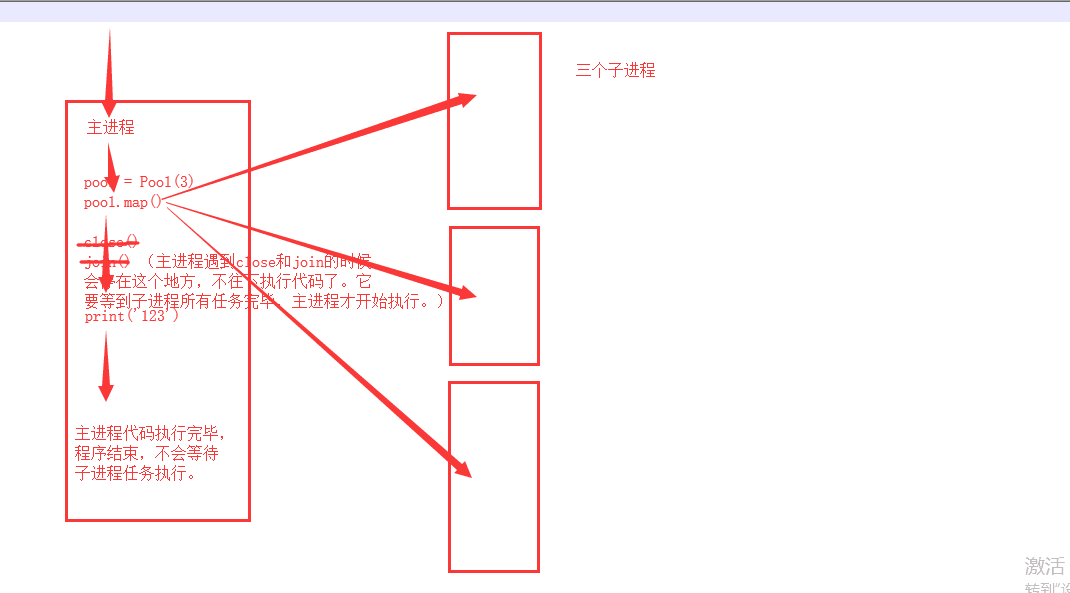 主进程
pool = Pool(3)
pool.map()
close()
join() （主进程遇到close和join的时候
会停在这个地方，不往下执行代码了。它
要等到子进程所有任务完毕，主进程才开始执行。）
print('123')
主进程代码执行完毕，
程序结束，不会等待
子进程任务执行。
三个子进程
激活
转到"设